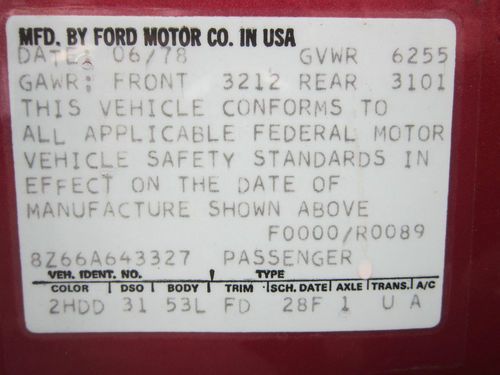 MFD. BY FORD MOTOR CO. IN USA
DATE: 06/78 GVWR 6255
GAWR: FRONT 3212 REAR 3101
THIS VEHICLE CONFORMS TO
ALL APPLICABLE FEDERAL MOTOR
VEHICLE SAFETY STANDARDS IN
EFFECT ON THE DATE OF
MANUFACTURE SHOWN ABOVE
F0000/R0089
8Z66A643327 PASSENGER
VEH. IDENT. NO. TYPE
COLOR DSO BODY TRIM SCH. DATE AXLE TRANS. A/C
2HDD 31 53L FD 28F 1 U A